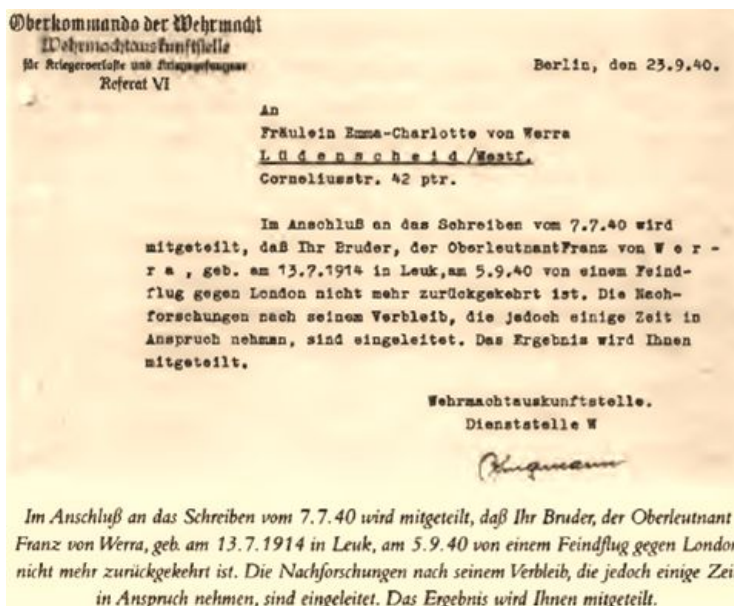 Oberkommando der Wehrmacht
Wehrmachtauskunftstelle
für Kriegerverluste und Kriegsgefangene
Referat VI
Berlin, den 23.9.40.
An
Fräulein Emma-Charlotte von Werra
Lüdenscheid/Westf.
Corneliusstr. 42 ptr.
Im Anschluß an das Schreiben vom 7.7.40 wird
mitgeteilt, daß Ihr Bruder, der OberleutnantFranz von Wer-
ra, geb. am 13.7.1914 in Leuk,am 5.9.40 von einem Feind-
flug gegen London nicht mehr zurückgekehrt ist. Die Nach-
forschungen nach seinem Verbleib, die jedoch einige Zeit in
Anspruch nehman, sind eingeleitet. Das Ergebnis wird Ihnen
mitgeteilt.
Wehrmachtauskunftstelle.
Dienststelle W
Im Anschluß an das Schreiben vom 7.7.40 wird mitgeteilt, daß Ihr Bruder, der Oberleutnant
Franz von Werra, geb. am 13.7.1914 in Leuk, am 5.9.40 von einem Feindflug gegen London
nicht mehr zurückgekehrt ist. Die Nachforschungen nach seinem Verbleib, die jedoch einige Zeit
in Anspruch nehmen, sind eingeleitet. Das Ergebnis wird Ihnen mitgeteilt.